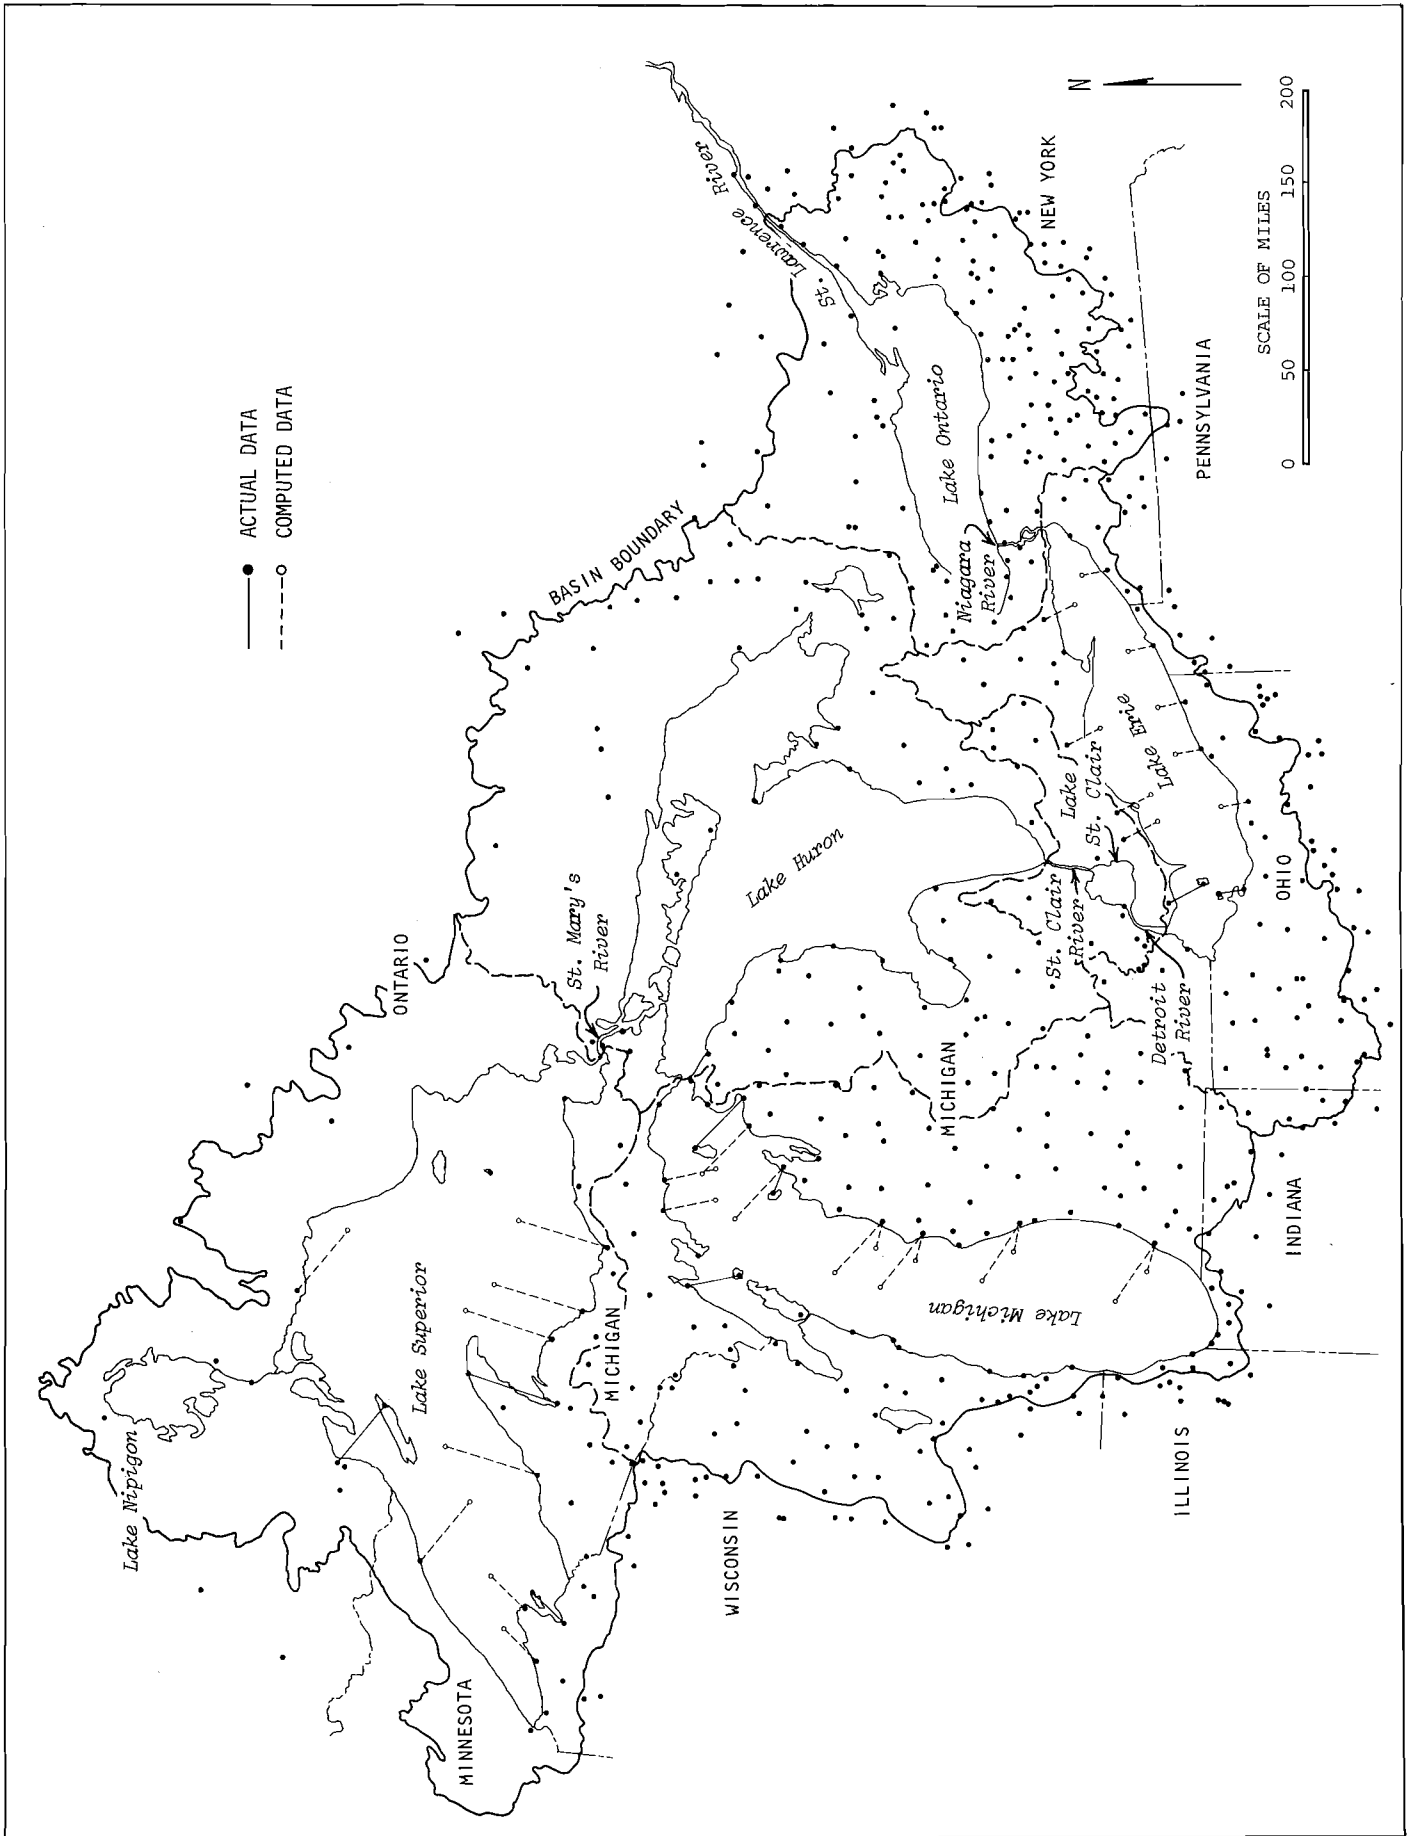 ACTUAL DATA
COMPUTED DATA
BASIN BOUNDARY
ONTARIO
Lake Nipigon
MINNESOTA
Lake Superior
MICHIGAN
WISCONSIN
St. Mary's
River
Lake Huron
Lake Michigan
MICHIGAN
St. Clair
River
Lake
St. Clair
Detroit
River
Lake Erie
Niagara
River
Lake Ontario
St. Lawrence River
NEW YORK
PENNSYLVANIA
OHIO
INDIANA
ILLINOIS
N
0 50 100 150 200
SCALE OF MILES